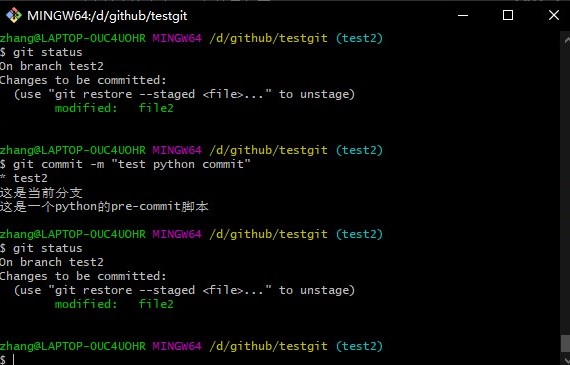 MINGW64:/d/github/testgit
zhang@LAPTOP-OUC4UOHR MINGW64 /d/github/testgit (test2)
$ git status
On branch test2
Changes to be committed:
  (use "git restore --staged <file>..." to unstage)
        modified:   file2
zhang@LAPTOP-OUC4UOHR MINGW64 /d/github/testgit (test2)
$ git commit -m "test python commit"
* test2
这是当前分支
这是一个python的pre-commit脚本
zhang@LAPTOP-OUC4UOHR MINGW64 /d/github/testgit (test2)
$ git status
On branch test2
Changes to be committed:
  (use "git restore --staged <file>..." to unstage)
        modified:   file2
zhang@LAPTOP-OUC4UOHR MINGW64 /d/github/testgit (test2)
$